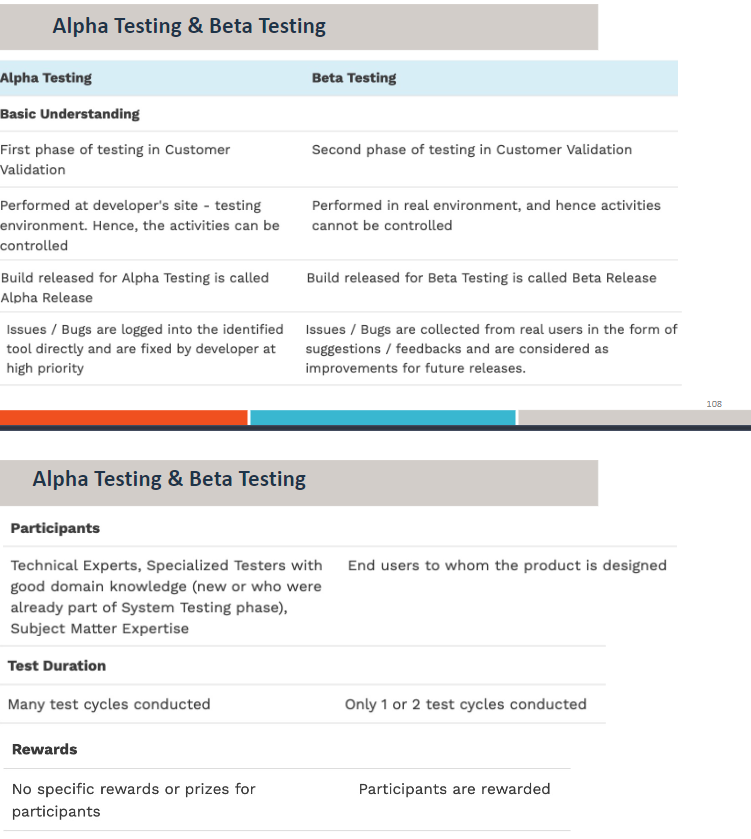 Alpha Testing & Beta Testing
Alpha Testing
Beta Testing
Basic Understanding
First phase of testing in Customer
Validation
Second phase of testing in Customer Validation
Performed at developer's site - testing
environment. Hence, the activities can be
controlled
Performed in real environment, and hence activities
cannot be controlled
Build released for Alpha Testing is called
Alpha Release
Build released for Beta Testing is called Beta Release
Issues / Bugs are logged into the identified
tool directly and are fixed by developer at
high priority
Issues / Bugs are collected from real users in the form of
suggestions / feedbacks and are considered as
improvements for future releases.
108
Alpha Testing & Beta Testing
Participants
Technical Experts, Specialized Testers with
good domain knowledge (new or who were
already part of System Testing phase),
Subject Matter Expertise
End users to whom the product is designed
Test Duration
Many test cycles conducted
Only 1 or 2 test cycles conducted
Rewards
No specific rewards or prizes for
participants
Participants are rewarded